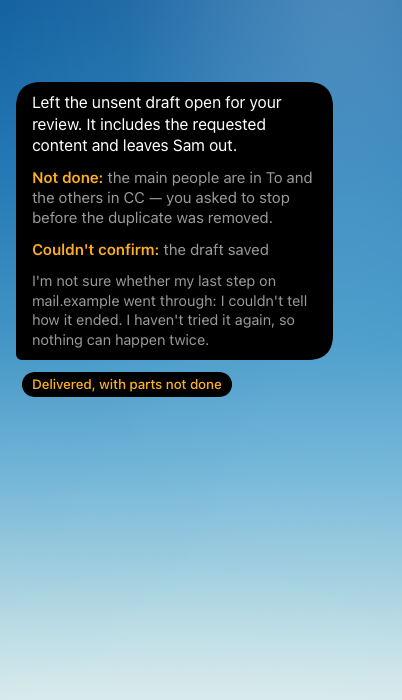 Left the unsent draft open for your
review. It includes the requested
content and leaves Sam out.
Not done: the main people are in To and
the others in CC — you asked to stop
before the duplicate was removed.
Couldn't confirm: the draft saved
I'm not sure whether my last step on
mail.example went through: I couldn't tell
how it ended. I haven't tried it again, so
nothing can happen twice.
Delivered, with parts not done